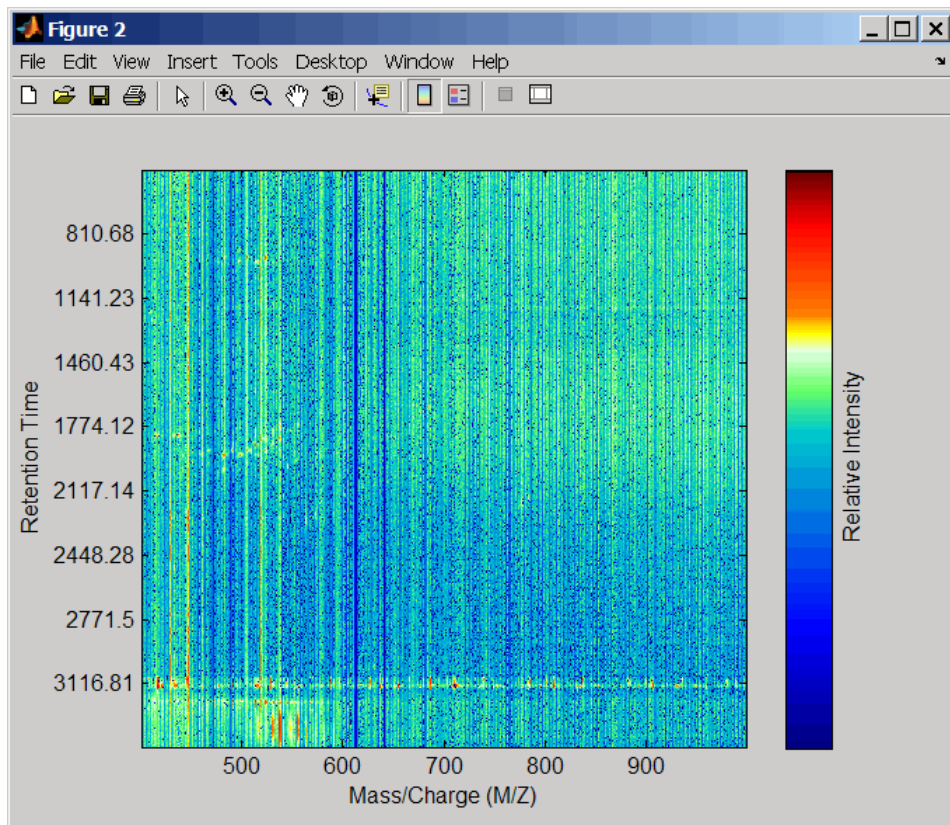 Figure 2
File Edit View Insert Tools Desktop Window Help
810.68
1141.23
1460.43
1774.12
2117.14
2448.28
2771.5
3116.81
Retention Time
500 600 700 800 900
Mass/Charge (M/Z)
Relative Intensity